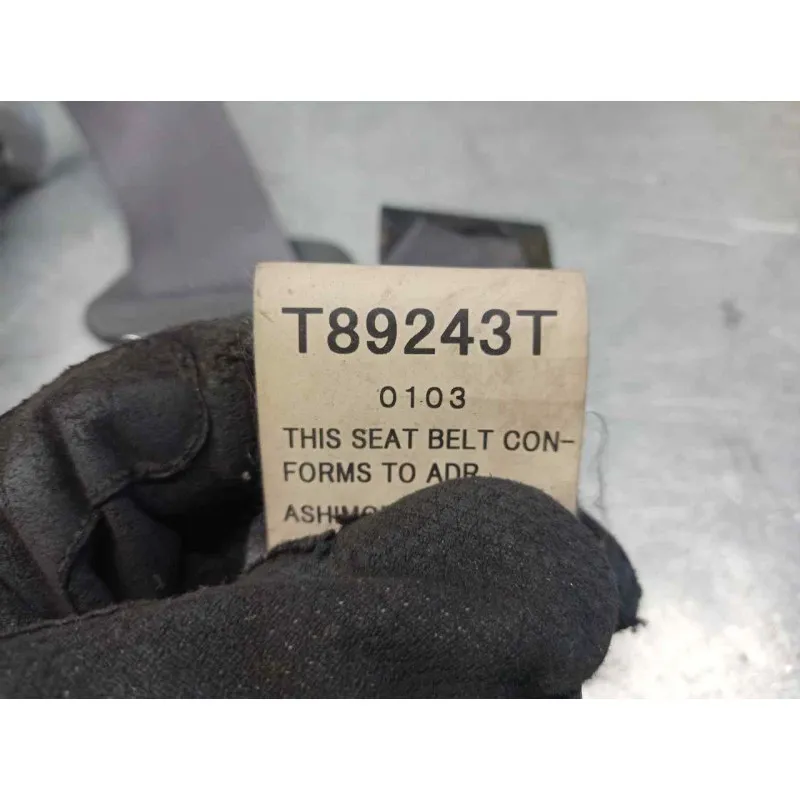 T89243T
0103
THIS SEAT BELT CON-
FORMS TO ADR